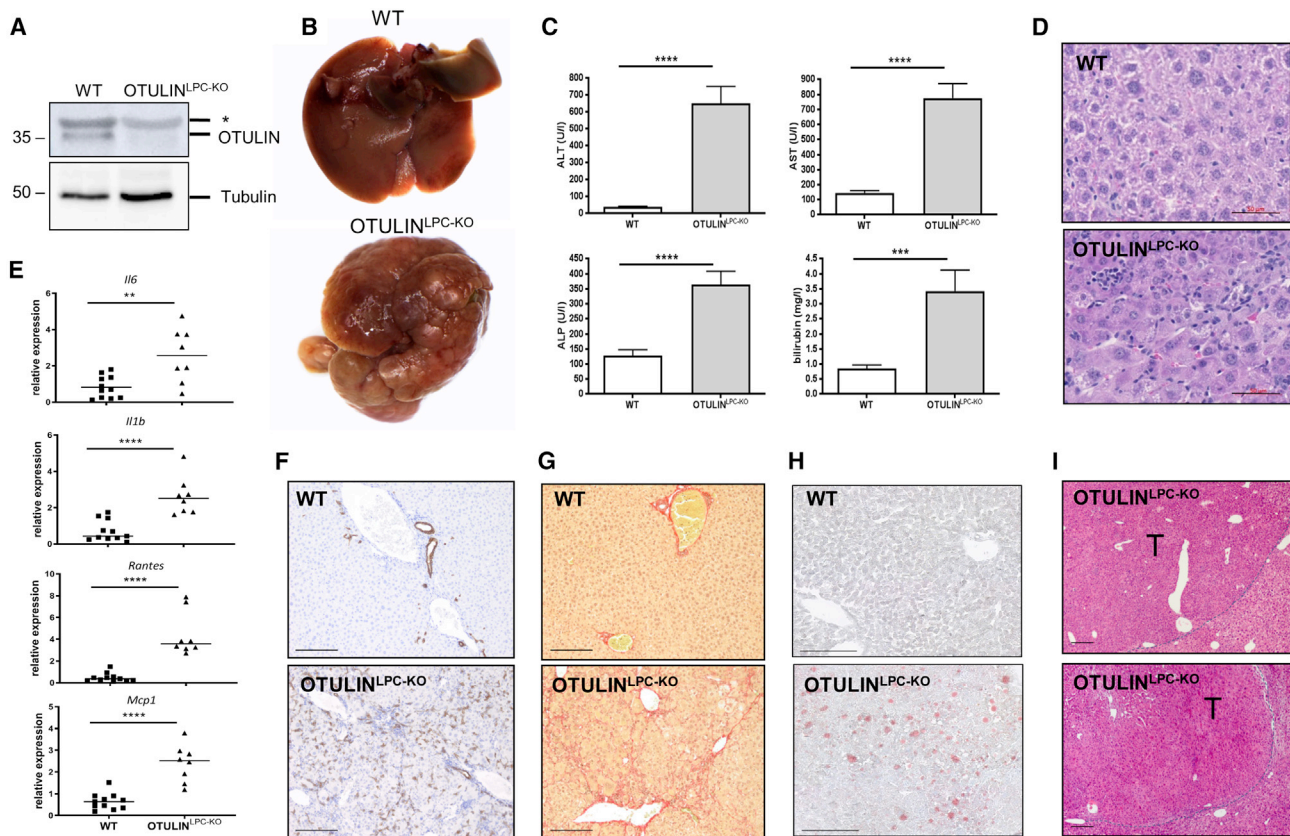 A
WT OTULIN^LPC-KO
35
*
OTULIN
50
Tubulin
B
WT
OTULIN^LPC-KO
C
****
ALT (U/l)
800
700
600
500
400
300
200
100
0
WT OTULIN^LPC-KO
****
AST (U/l)
1000
900
800
700
600
500
400
300
200
100
0
WT OTULIN^LPC-KO
****
ALP (U/l)
450
400
350
300
250
200
150
100
50
0
WT OTULIN^LPC-KO
***
bilirubin (mg/l)
4.5
4.0
3.5
3.0
2.5
2.0
1.5
1.0
0.5
0.0
WT OTULIN^LPC-KO
D
WT
50 µm
OTULIN^LPC-KO
E
Il6
**
relative expression
6
4
2
0
Il1b
****
relative expression
6
4
2
0
Rantes
****
relative expression
10
8
6
4
2
0
Mcp1
****
relative expression
5
4
3
2
1
0
WT OTULIN^LPC-KO
F
WT
OTULIN^LPC-KO
G
WT
OTULIN^LPC-KO
H
WT
OTULIN^LPC-KO
I
OTULIN^LPC-KO
T
OTULIN^LPC-KO
T